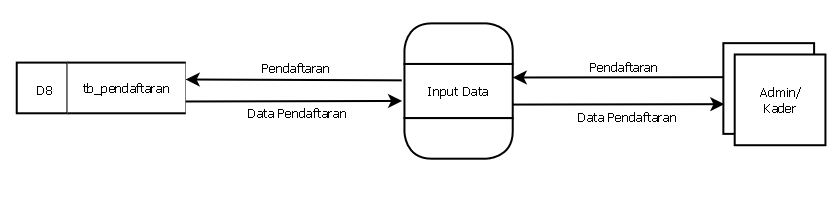 D8
tb_pendaftaran
Pendaftaran
Data Pendaftaran
Input Data
Pendaftaran
Data Pendaftaran
Admin/
Kader